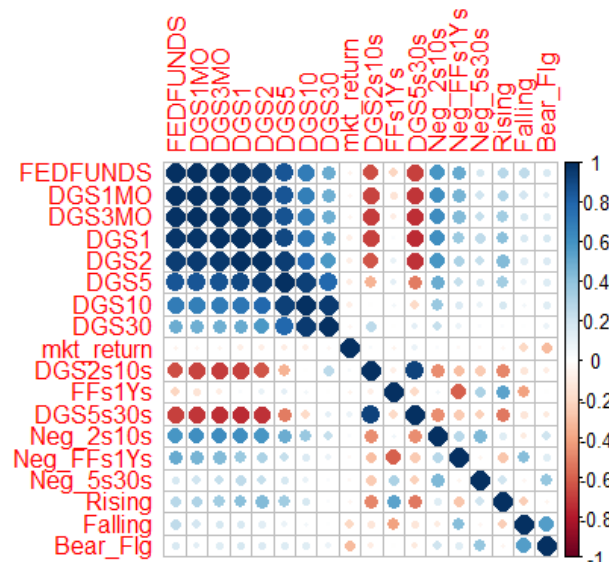 FEDFUNDS
DGS1MO
DGS3MO
DGS1
DGS2
DGS5
DGS10
DGS30
mkt_return
DGS2s10s
FFs1Ys
DGS5s30s
Neg_2s10s
Neg_FFs1Ys
Neg_5s30s
Rising
Falling
Bear_Flg
FEDFUNDS
DGS1MO
DGS3MO
DGS1
DGS2
DGS5
DGS10
DGS30
mkt_return
DGS2s10s
FFs1Ys
DGS5s30s
Neg_2s10s
Neg_FFs1Ys
Neg_5s30s
Rising
Falling
Bear_Flg
1
0.8
0.6
0.4
0.2
0
-0.2
-0.4
-0.6
-0.8
-1